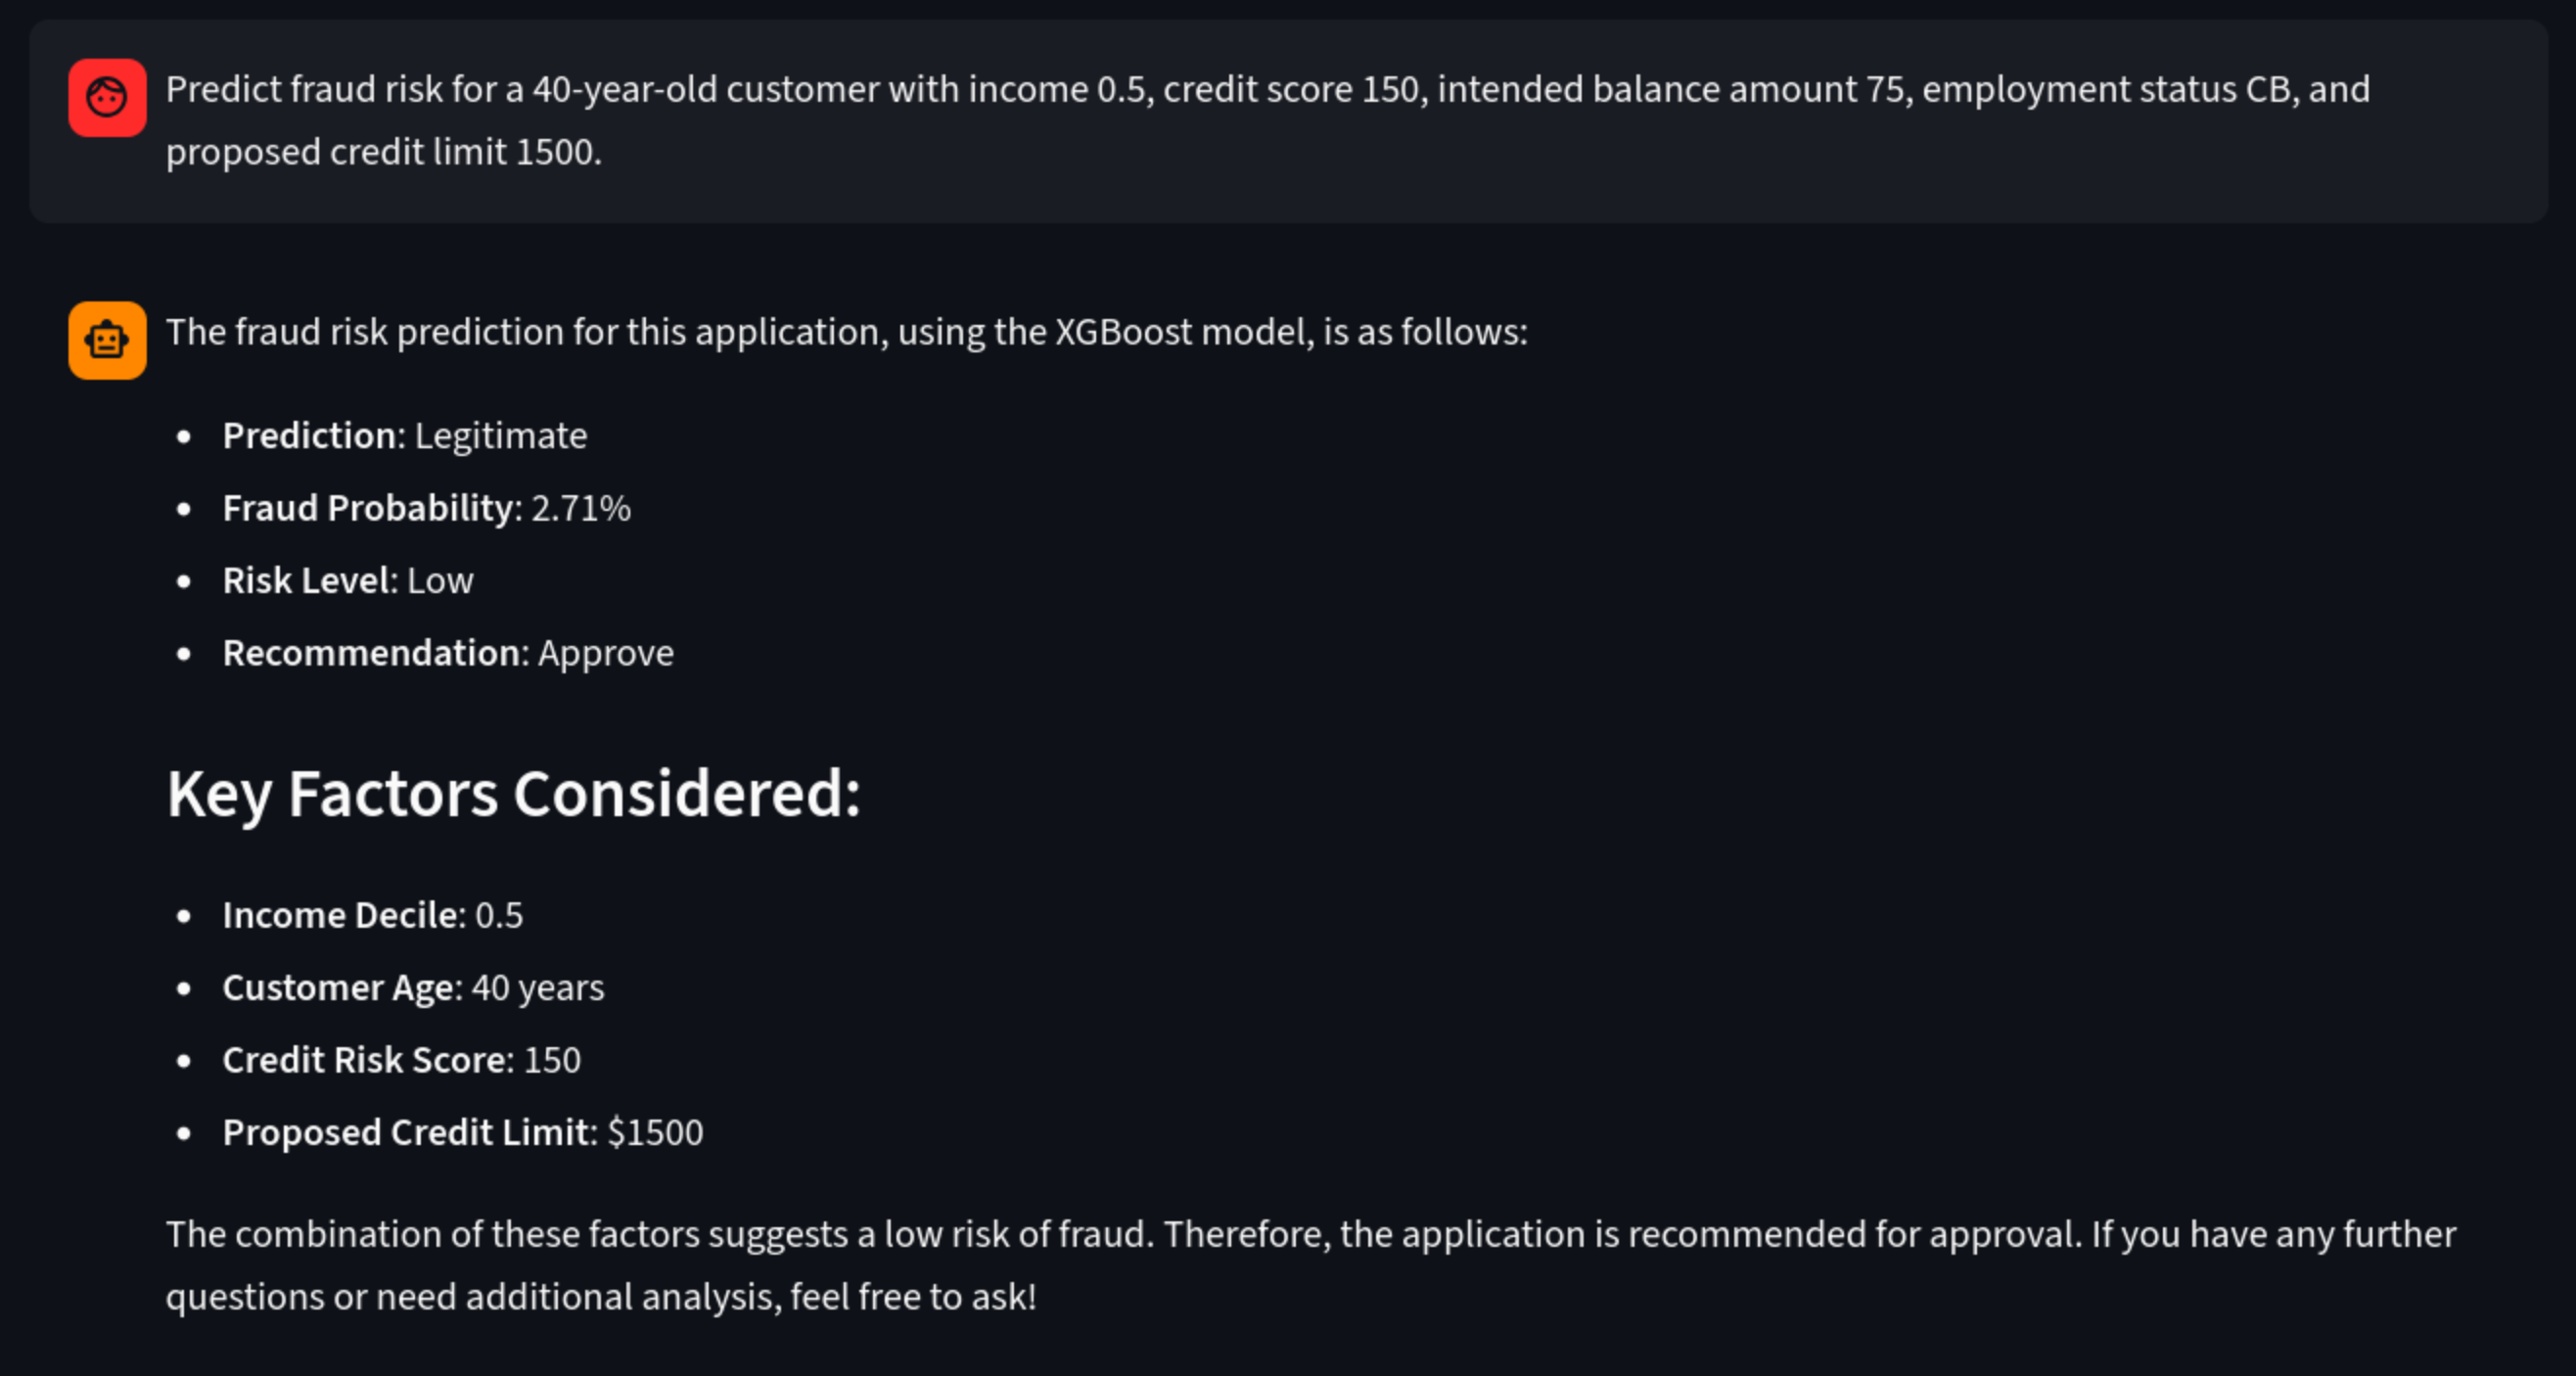 Predict fraud risk for a 40-year-old customer with income 0.5, credit score 150, intended balance amount 75, employment status CB, and
proposed credit limit 1500.
The fraud risk prediction for this application, using the XGBoost model, is as follows:
• Prediction: Legitimate
• Fraud Probability: 2.71%
• Risk Level: Low
• Recommendation: Approve
Key Factors Considered:
• Income Decile: 0.5
• Customer Age: 40 years
• Credit Risk Score: 150
• Proposed Credit Limit: $1500
The combination of these factors suggests a low risk of fraud. Therefore, the application is recommended for approval. If you have any further
questions or need additional analysis, feel free to ask!